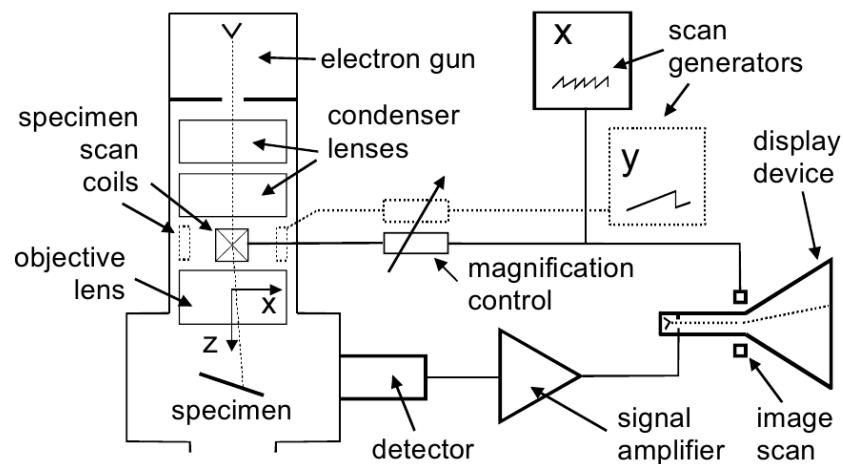 electron gun
specimen
scan
coils
condenser
lenses
objective
lens
x
z
specimen
detector
x
scan
generators
y
display
device
magnification
control
signal
amplifier
image
scan